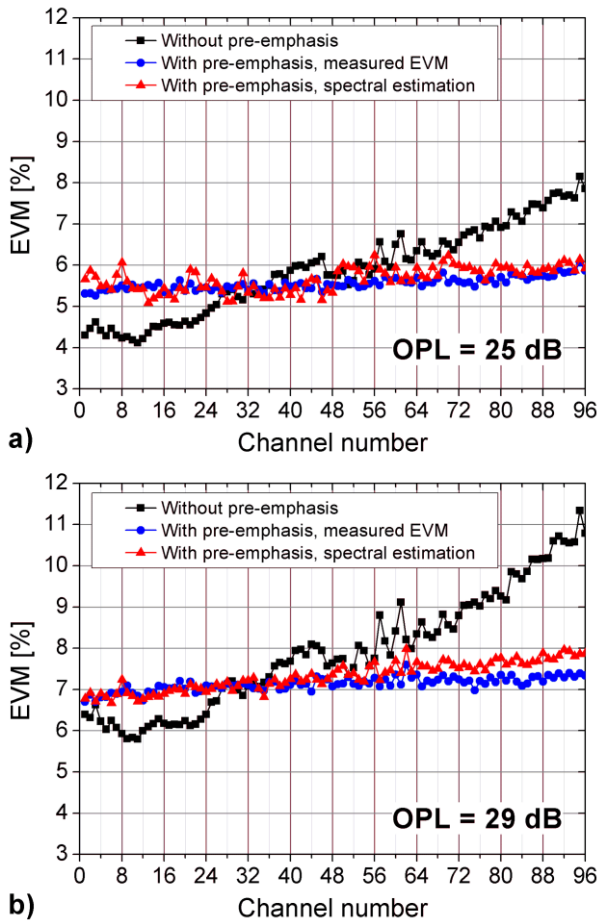 12
11
10
9
8
7
6
5
4
3
EVM [%]
Without pre-emphasis
With pre-emphasis, measured EVM
With pre-emphasis, spectral estimation
OPL = 25 dB
0 8 16 24 32 40 48 56 64 72 80 88 96
a)
Channel number
12
11
10
9
8
7
6
5
4
3
EVM [%]
Without pre-emphasis
With pre-emphasis, measured EVM
With pre-emphasis, spectral estimation
OPL = 29 dB
0 8 16 24 32 40 48 56 64 72 80 88 96
b)
Channel number